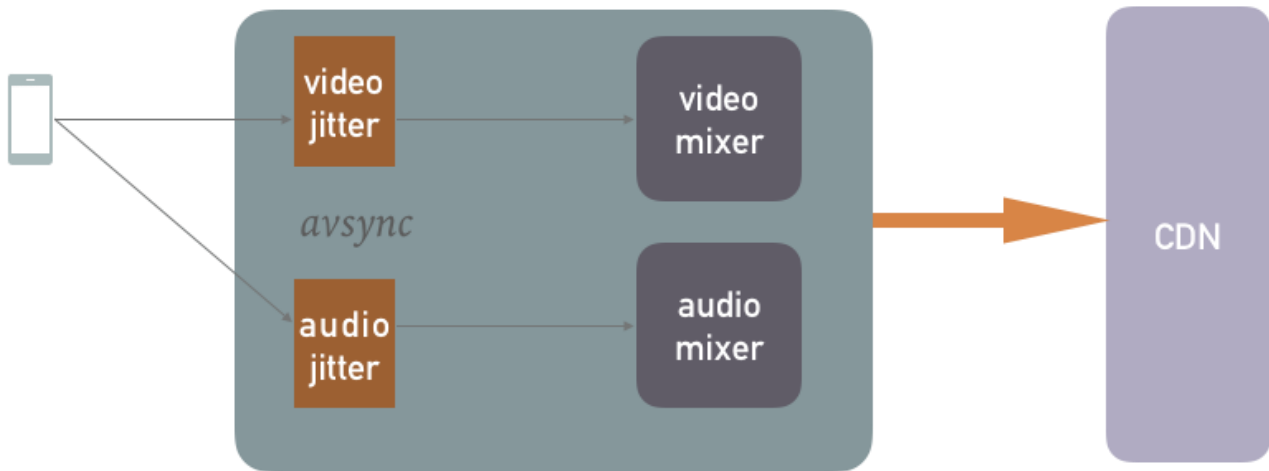 video
jitter
video
mixer
avsync
CDN
audio
jitter
audio
mixer